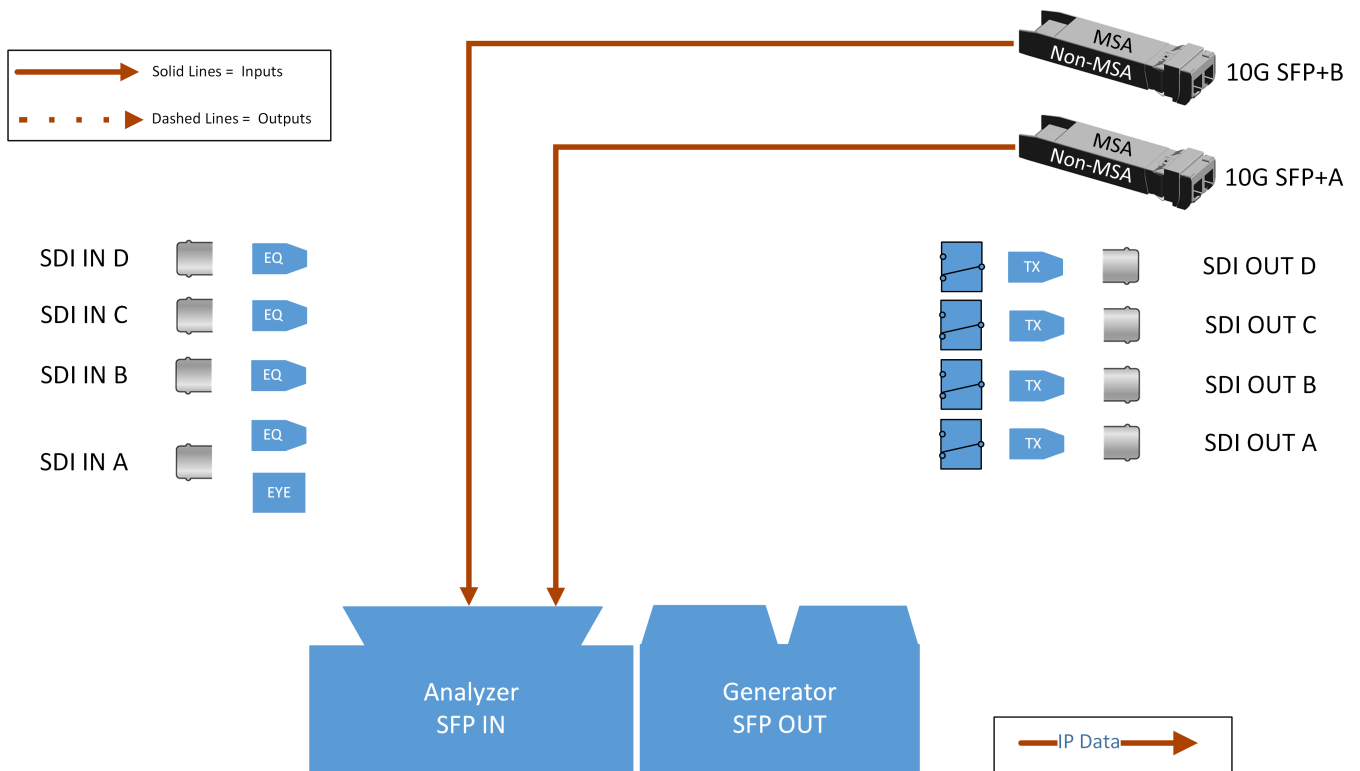 MSA
Non-MSA
10G SFP+B
Solid Lines = Inputs
Dashed Lines = Outputs
MSA
Non-MSA
10G SFP+A
SDI IN D
EQ
TX
SDI OUT D
SDI IN C
EQ
TX
SDI OUT C
SDI IN B
EQ
TX
SDI OUT B
EQ
SDI IN A
EYE
TX
SDI OUT A
Analyzer
SFP IN
Generator
SFP OUT
IP Data